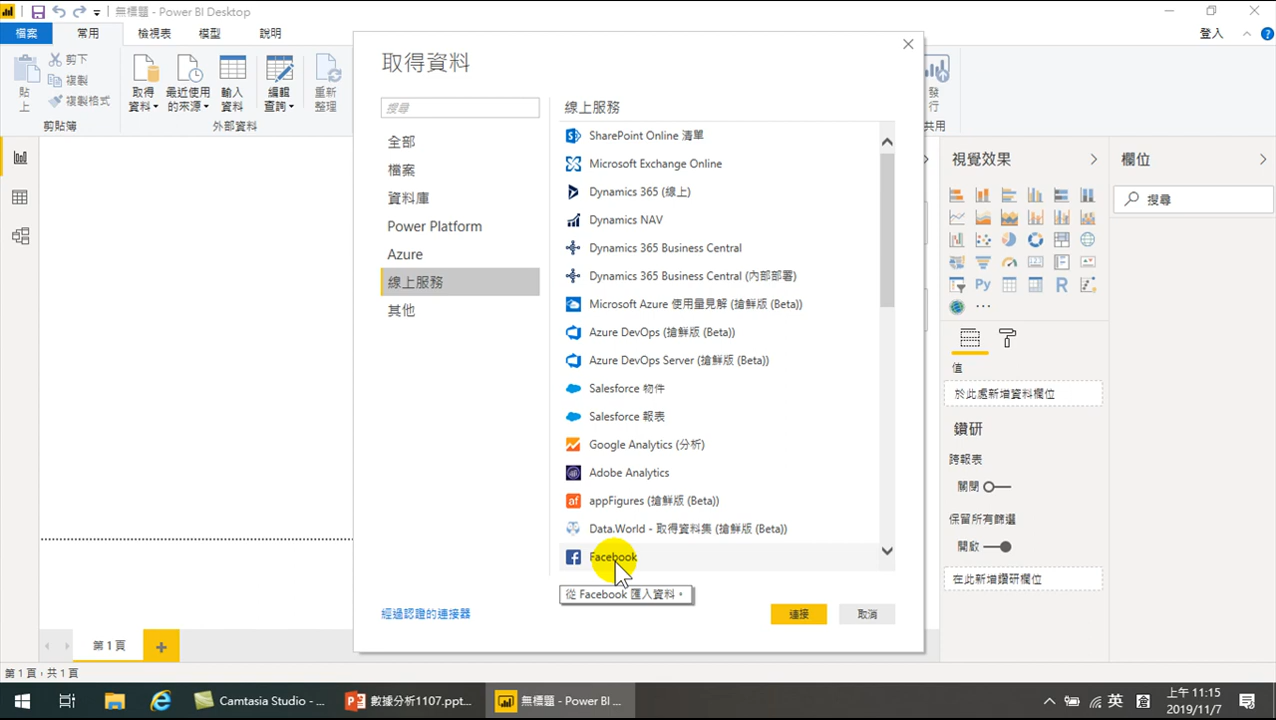 無標題 - Power BI Desktop
檔案
常用
檢視表
模型
說明
登入
貼上
剪下
複製
複製格式
剪貼簿
取得資料
最近使用的來源
輸入資料
編輯查詢
外部資料
重新整理
發行
共用
取得資料
搜尋
全部
檔案
資料庫
Power Platform
Azure
線上服務
其他
線上服務
SharePoint Online 清單
Microsoft Exchange Online
Dynamics 365 (線上)
Dynamics NAV
Dynamics 365 Business Central
Dynamics 365 Business Central (內部部署)
Microsoft Azure 使用量見解 (搶鮮版 (Beta))
Azure DevOps (搶鮮版 (Beta))
Azure DevOps Server (搶鮮版 (Beta))
Salesforce 物件
Salesforce 報表
Google Analytics (分析)
Adobe Analytics
appFigures (搶鮮版 (Beta))
Data.World - 取得資料集 (搶鮮版 (Beta))
Facebook
從 Facebook 匯入資料。
經過認證的連接器
連接
取消
視覺效果
Py
R
值
於此處新增資料欄位
鑽研
跨報表
關閉
保留所有篩選
開啟
在此新增鑽研欄位
欄位
搜尋
第 1 頁
第 1 頁，共 1 頁
Camtasia Studio - ...
數據分析1107.ppt...
無標題 - Power BI ...
英
上午 11:15
2019/11/7